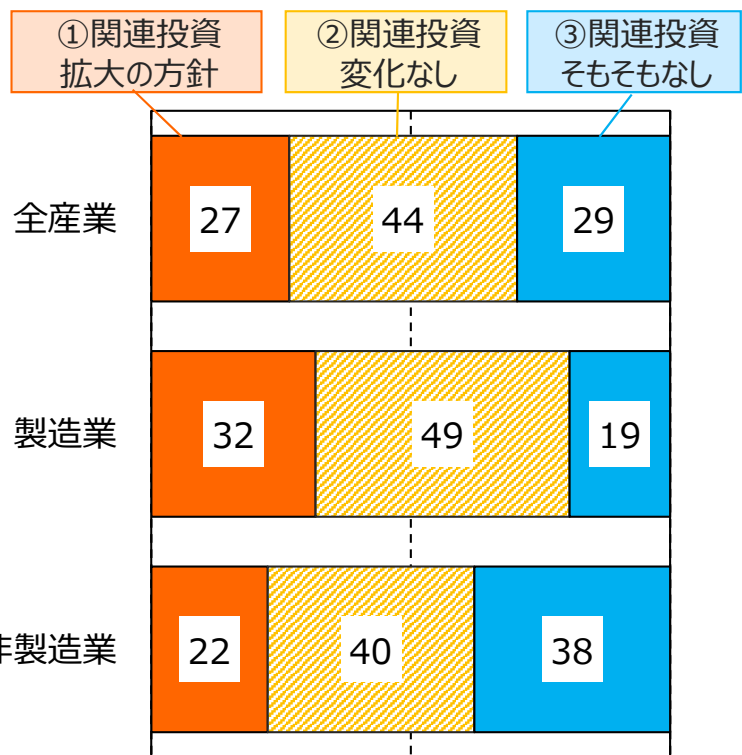 ①関連投資
拡大の方針
②関連投資
変化なし
③関連投資
そもそもなし
全産業
27
44
29
製造業
32
49
19
非製造業
22
40
38